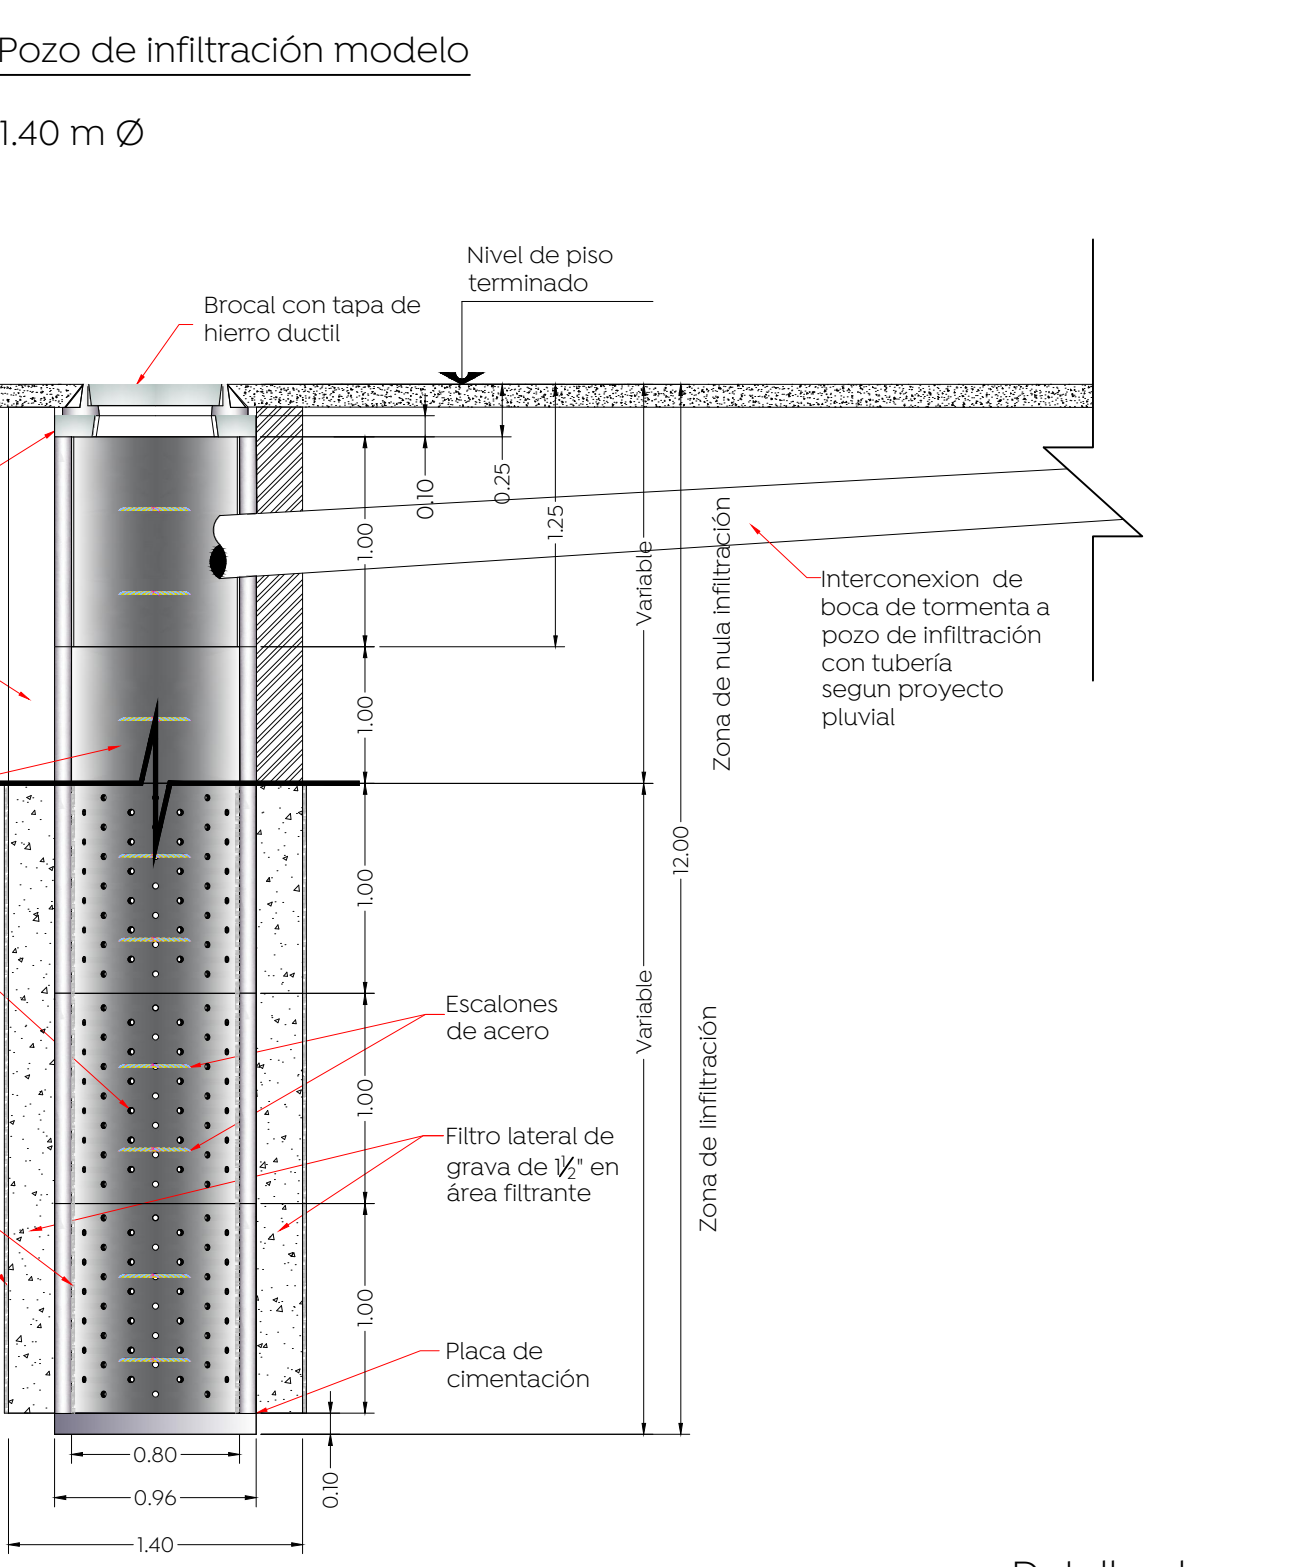 Pozo de infiltración modelo
1.40 m Ø
Nivel de piso
terminado
Brocal con tapa de
hierro ductil
0.10
0.25
1.25
1.00
Variable
Zona de nula infiltración
Interconexion de
boca de tormenta a
pozo de infiltración
con tubería
segun proyecto
pluvial
1.00
12.00
1.00
Variable
Zona de Iinfiltración
Escalones
de acero
1.00
Filtro lateral de
grava de 1½" en
área filtrante
1.00
Placa de
cimentación
0.80
0.10
0.96
1.40